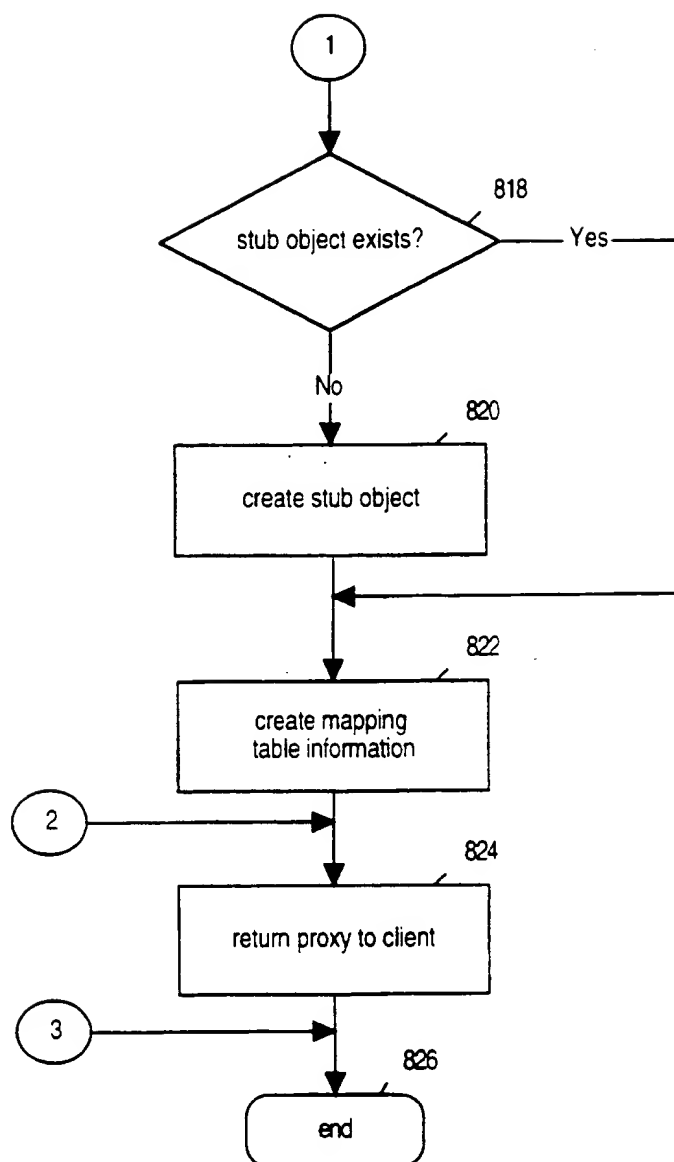 1
818
stub object exists?
Yes
No
820
create stub object
822
create mapping
table information
2
824
return proxy to client
3
826
end